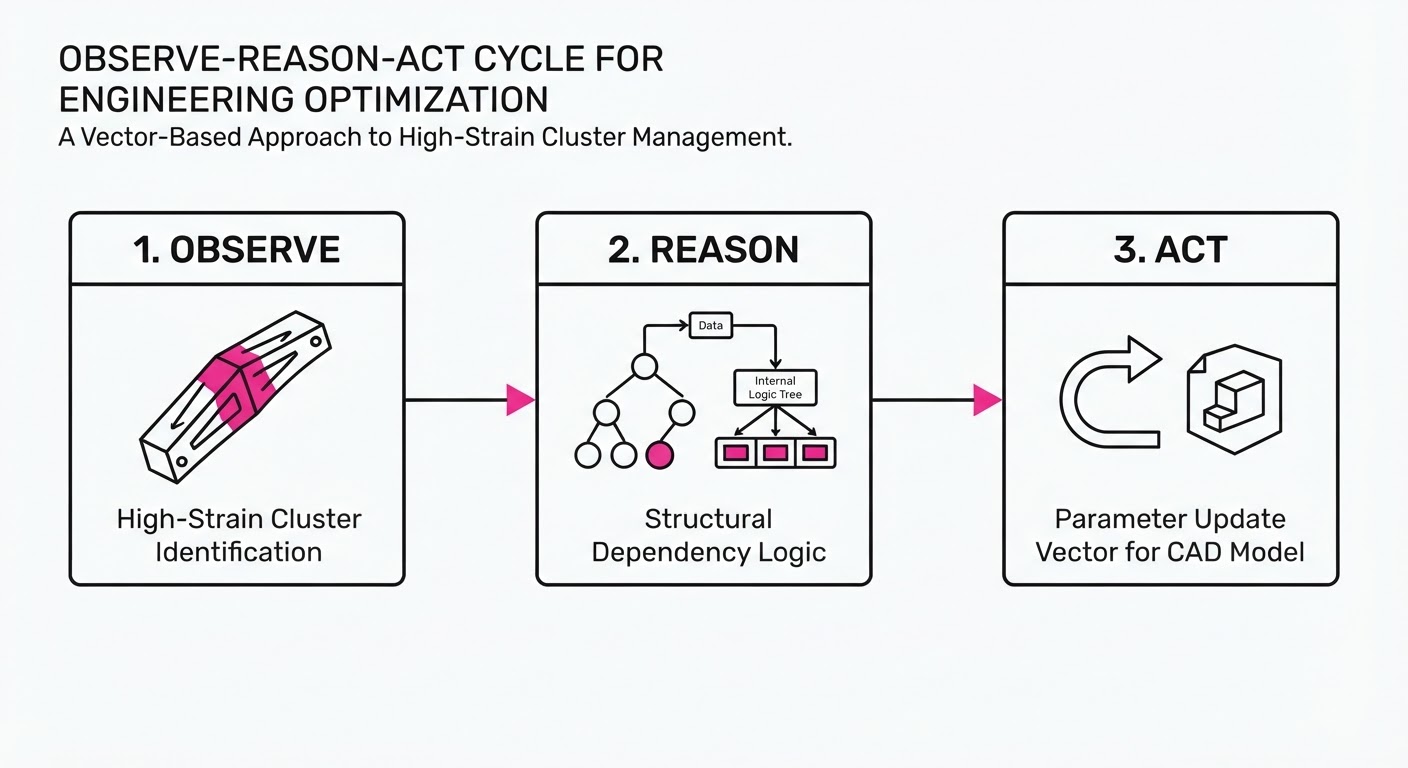 OBSERVE-REASON-ACT CYCLE FOR
ENGINEERING OPTIMIZATION
A Vector-Based Approach to High-Strain Cluster Management.
1. OBSERVE
High-Strain Cluster
Identification
2. REASON
Data
Internal
Logic Tree
Structural
Dependency Logic
3. ACT
Parameter Update
Vector for CAD Model